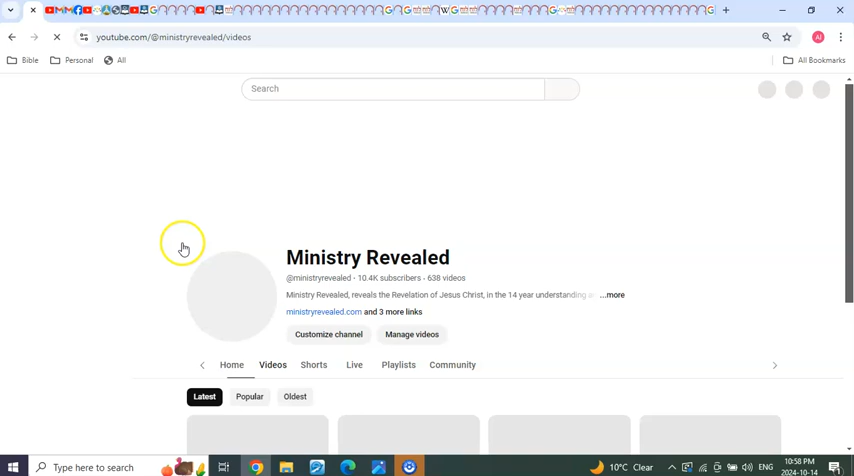 youtube.com/@ministryrevealed/videos
AI
Bible
Personal
All
All Bookmarks
Search
Ministry Revealed
@ministryrevealed · 10.4K subscribers · 638 videos
Ministry Revealed, reveals the Revelation of Jesus Christ, in the 14 year understanding ...more
ministryrevealed.com and 3 more links
Customize channel Manage videos
Home Videos Shorts Live Playlists Community
Latest Popular Oldest
Type here to search
10°C Clear
ENG
10:58 PM
2024-10-14